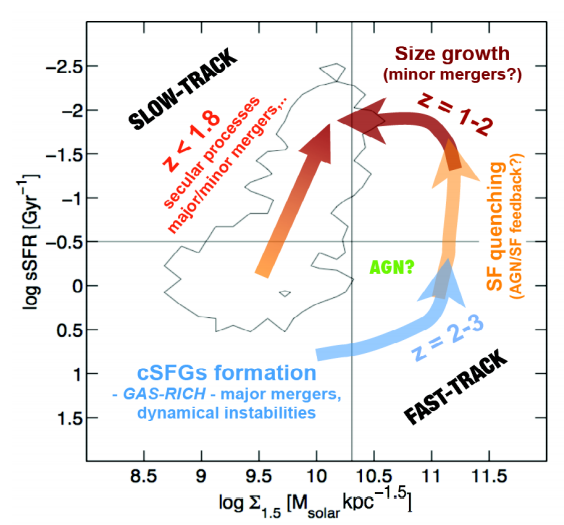 SLOW-TRACK
z < 1.8
secular processes
major/minor mergers,..
Size growth
(minor mergers?)
z = 1-2
SF quenching
(AGN/SF feedback?)
AGN?
z = 2-3
cSFGs formation
- GAS-RICH - major mergers,
dynamical instabilities
FAST-TRACK
log sSFR [Gyr⁻¹]
−2.5
−2
−1.5
−1
−0.5
0
0.5
1
1.5
8.5 9 9.5 10 10.5 11 11.5
log Σ1.5 [Msolar kpc⁻¹·⁵]